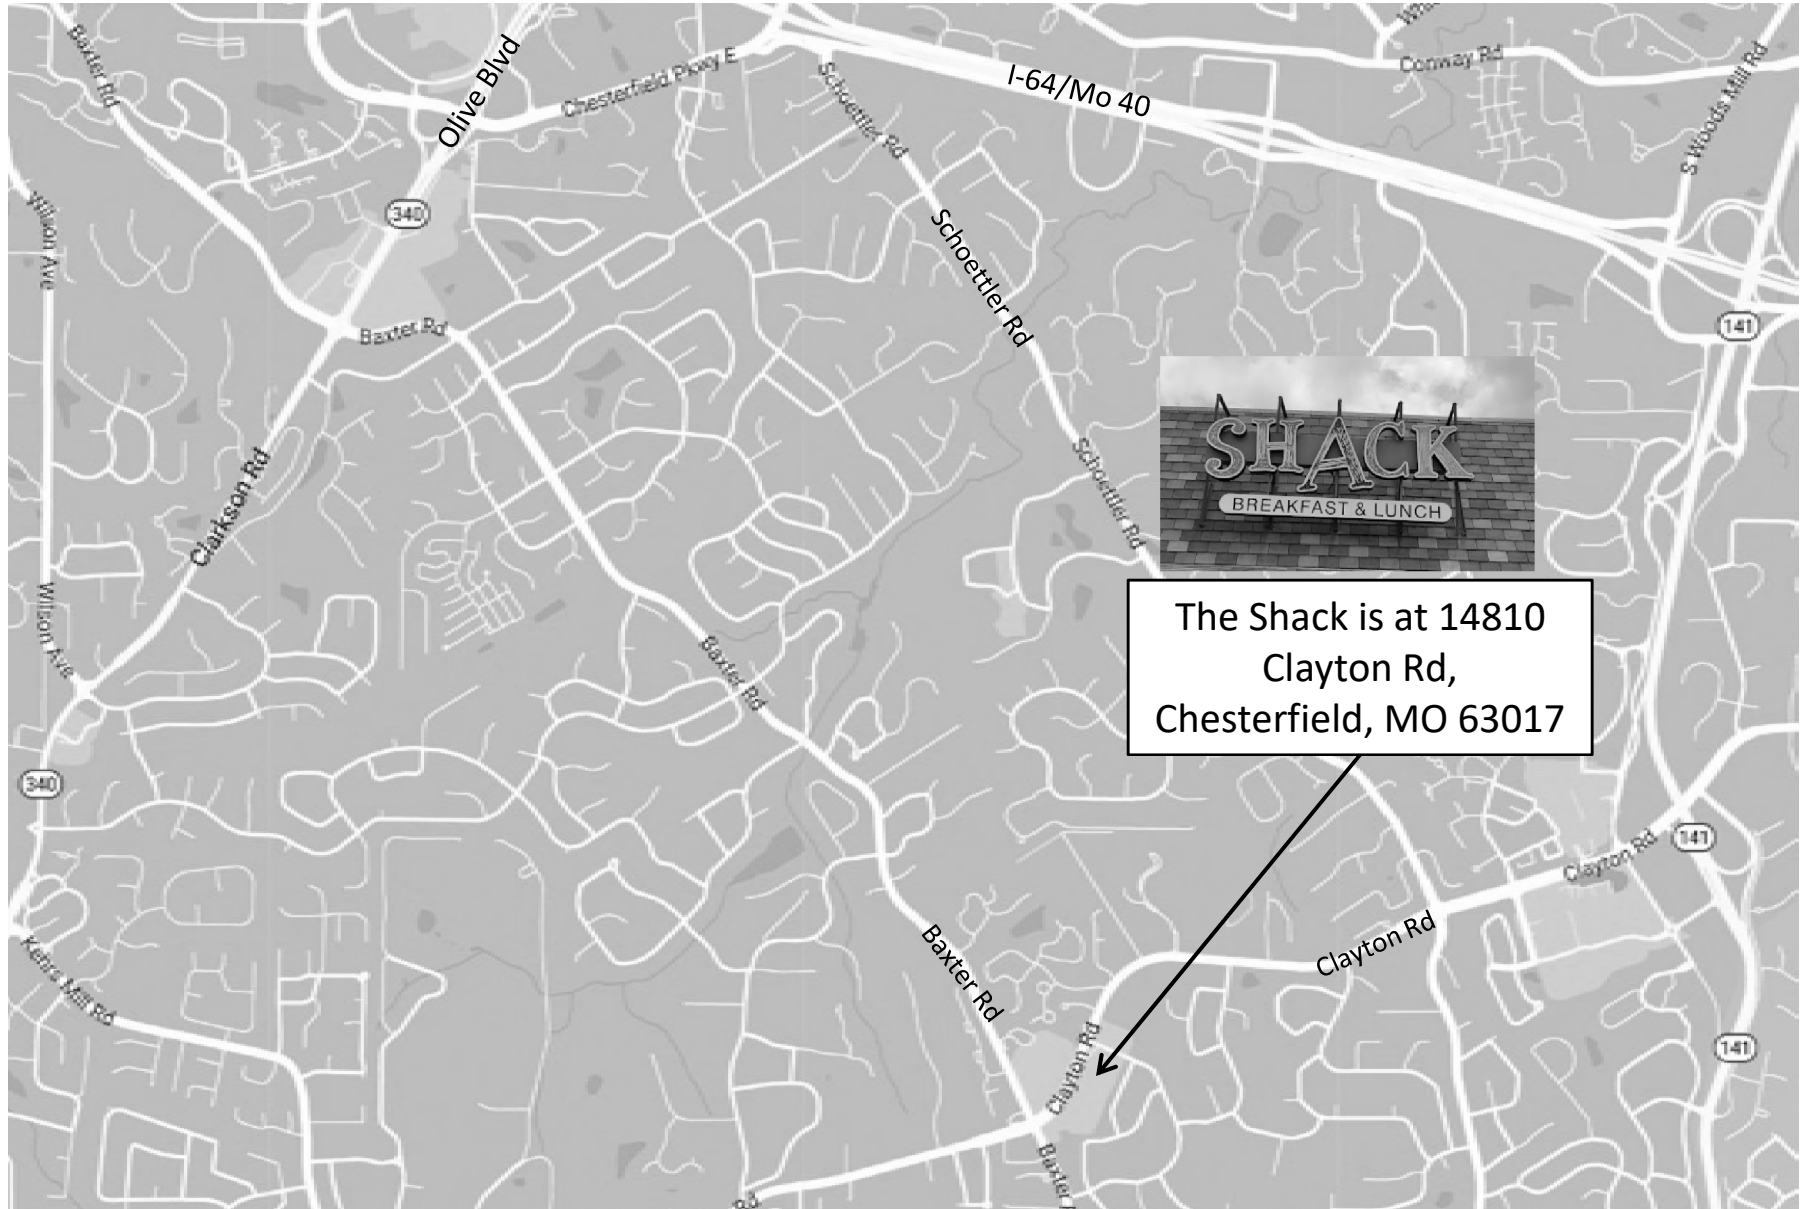 Baxter Rd
Olive Blvd
Chesterfield Pkwy E
Schoettler Rd
I-64/Mo 40
Conway Rd
S Woods Mill Rd
Wilson Ave
340
Schoettler Rd
Baxter Rd
141
Clarkson Rd
Schoettler Rd
SHACK
BREAKFAST & LUNCH
Wilson Ave
The Shack is at 14810
Clayton Rd,
Chesterfield, MO 63017
Baxter Rd
340
141
Clayton Rd
Clayton Rd
Kehrs Mill Rd
Baxter Rd
Clayton Rd
141
Baxter
Rd